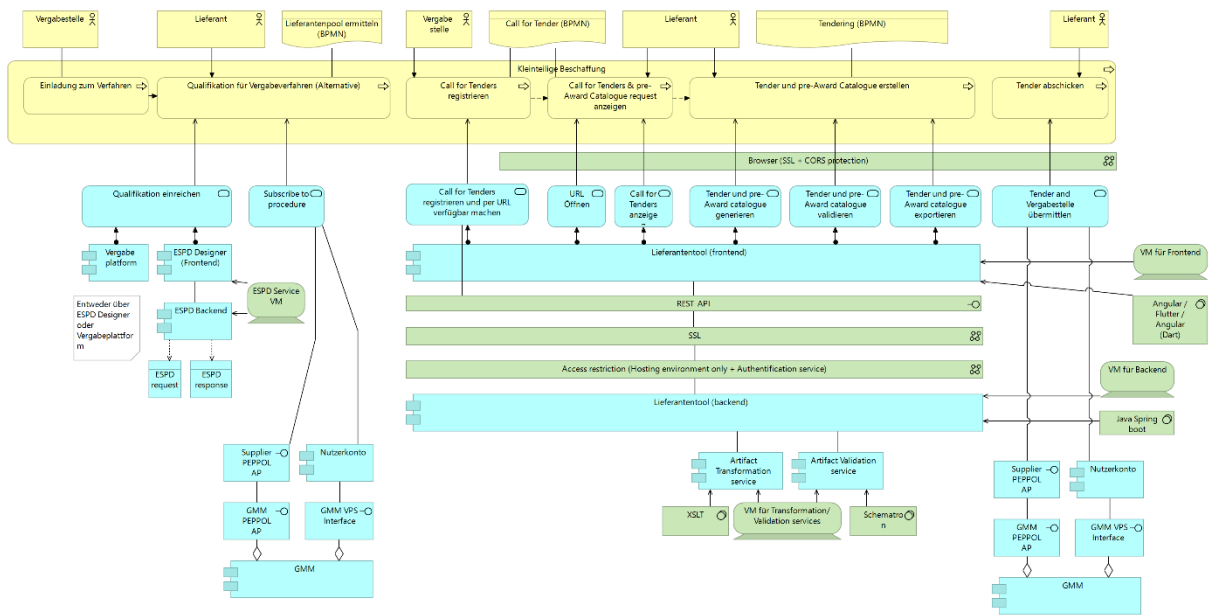 Vergabestelle
Lieferant
Lieferantenpool ermitteln
(BPMN)
Vergabe
stelle
Call for Tender (BPMN)
Lieferant
Tendering (BPMN)
Lieferant
Kleinteilige Beschaffung
Einladung zum Verfahren
Qualifikation für Vergabeverfahren (Alternative)
Call for Tenders
registrieren
Call for Tenders & pre-
Award Catalogue request
anzeigen
Tender und pre-Award Catalogue erstellen
Tender abschicken
Browser (SSL + CORS protection)
Qualifikation einreichen
Subscribe to
procedure
Call for Tenders
registrieren und per URL
verfügbar machen
URL
Öffnen
Call for
Tenders
anzeige
Tender und pre-
Award catalogue
generieren
Tender und pre-
Award catalogue
validieren
Tender und pre-
Award catalogue
exportieren
Tender and
Vergabestelle
übermittlen
Vergabe
platform
ESPD Designer
(Frontend)
Lieferantentool (frontend)
VM für Frontend
Entweder über
ESPD Designer
oder
Vergabeplattfor
m
ESPD Service
VM
ESPD Backend
REST API
Angular /
Flutter /
Angular
(Dart)
SSL
ESPD
request
ESPD
response
Access restriction (Hosting environment only + Authentification service)
VM für Backend
Lieferantentool (backend)
Java Spring
boot
Supplier
PEPPOL
AP
Nutzerkonto
Artifact
Transformation
service
Artifact Validation
service
Supplier
PEPPOL
AP
Nutzerkonto
GMM
PEPPOL
AP
GMM VPS
Interface
XSLT
VM für Transformation/
Validation services
Schematro
n
GMM
PEPPOL
AP
GMM VPS
Interface
GMM
GMM